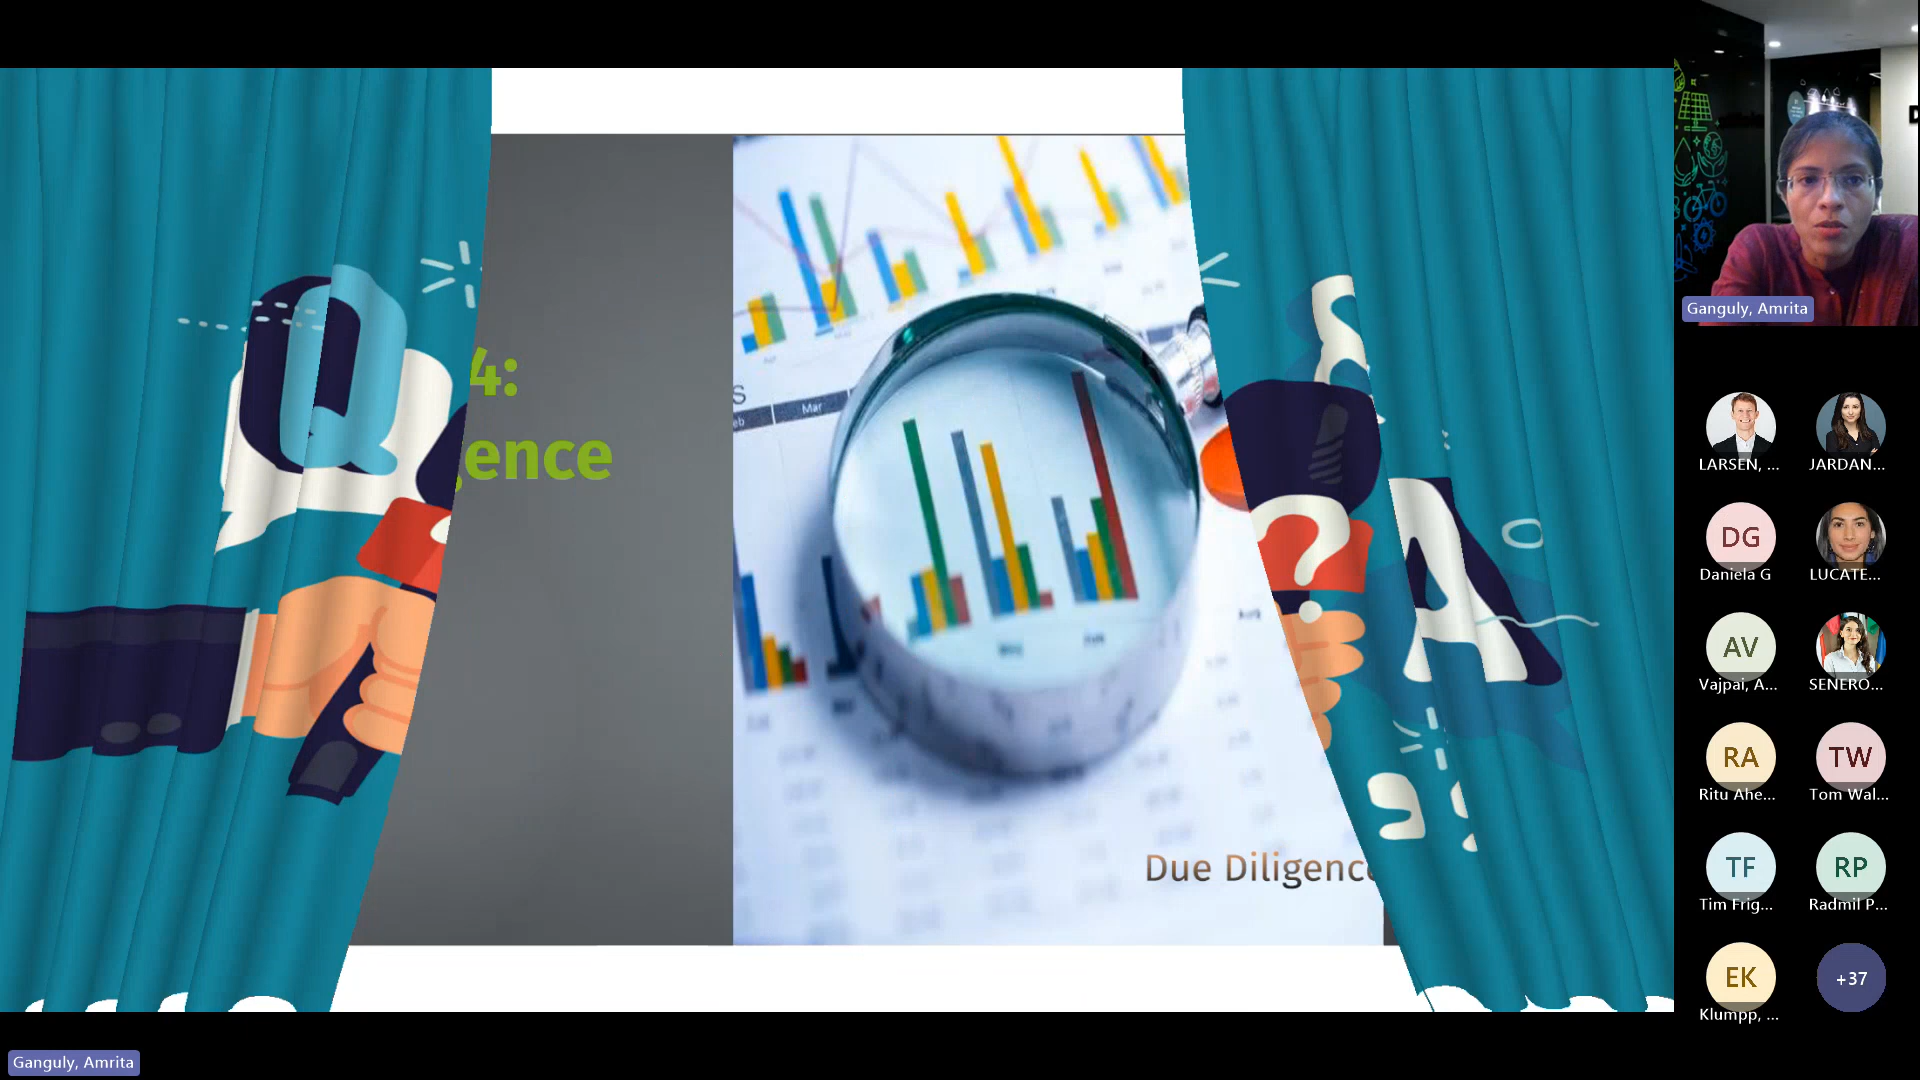 Q
4:
ence
Mar
Due Diligenc
?
A
Ganguly, Amrita
LARSEN, ...
JARDAN...
DG
Daniela G
LUCATE...
AV
Vajpai, A...
SENERO...
RA
Ritu Ahe...
TW
Tom Wal...
TF
Tim Frig...
RP
Radmil P...
EK
Klumpp, ...
+37
Ganguly, Amrita